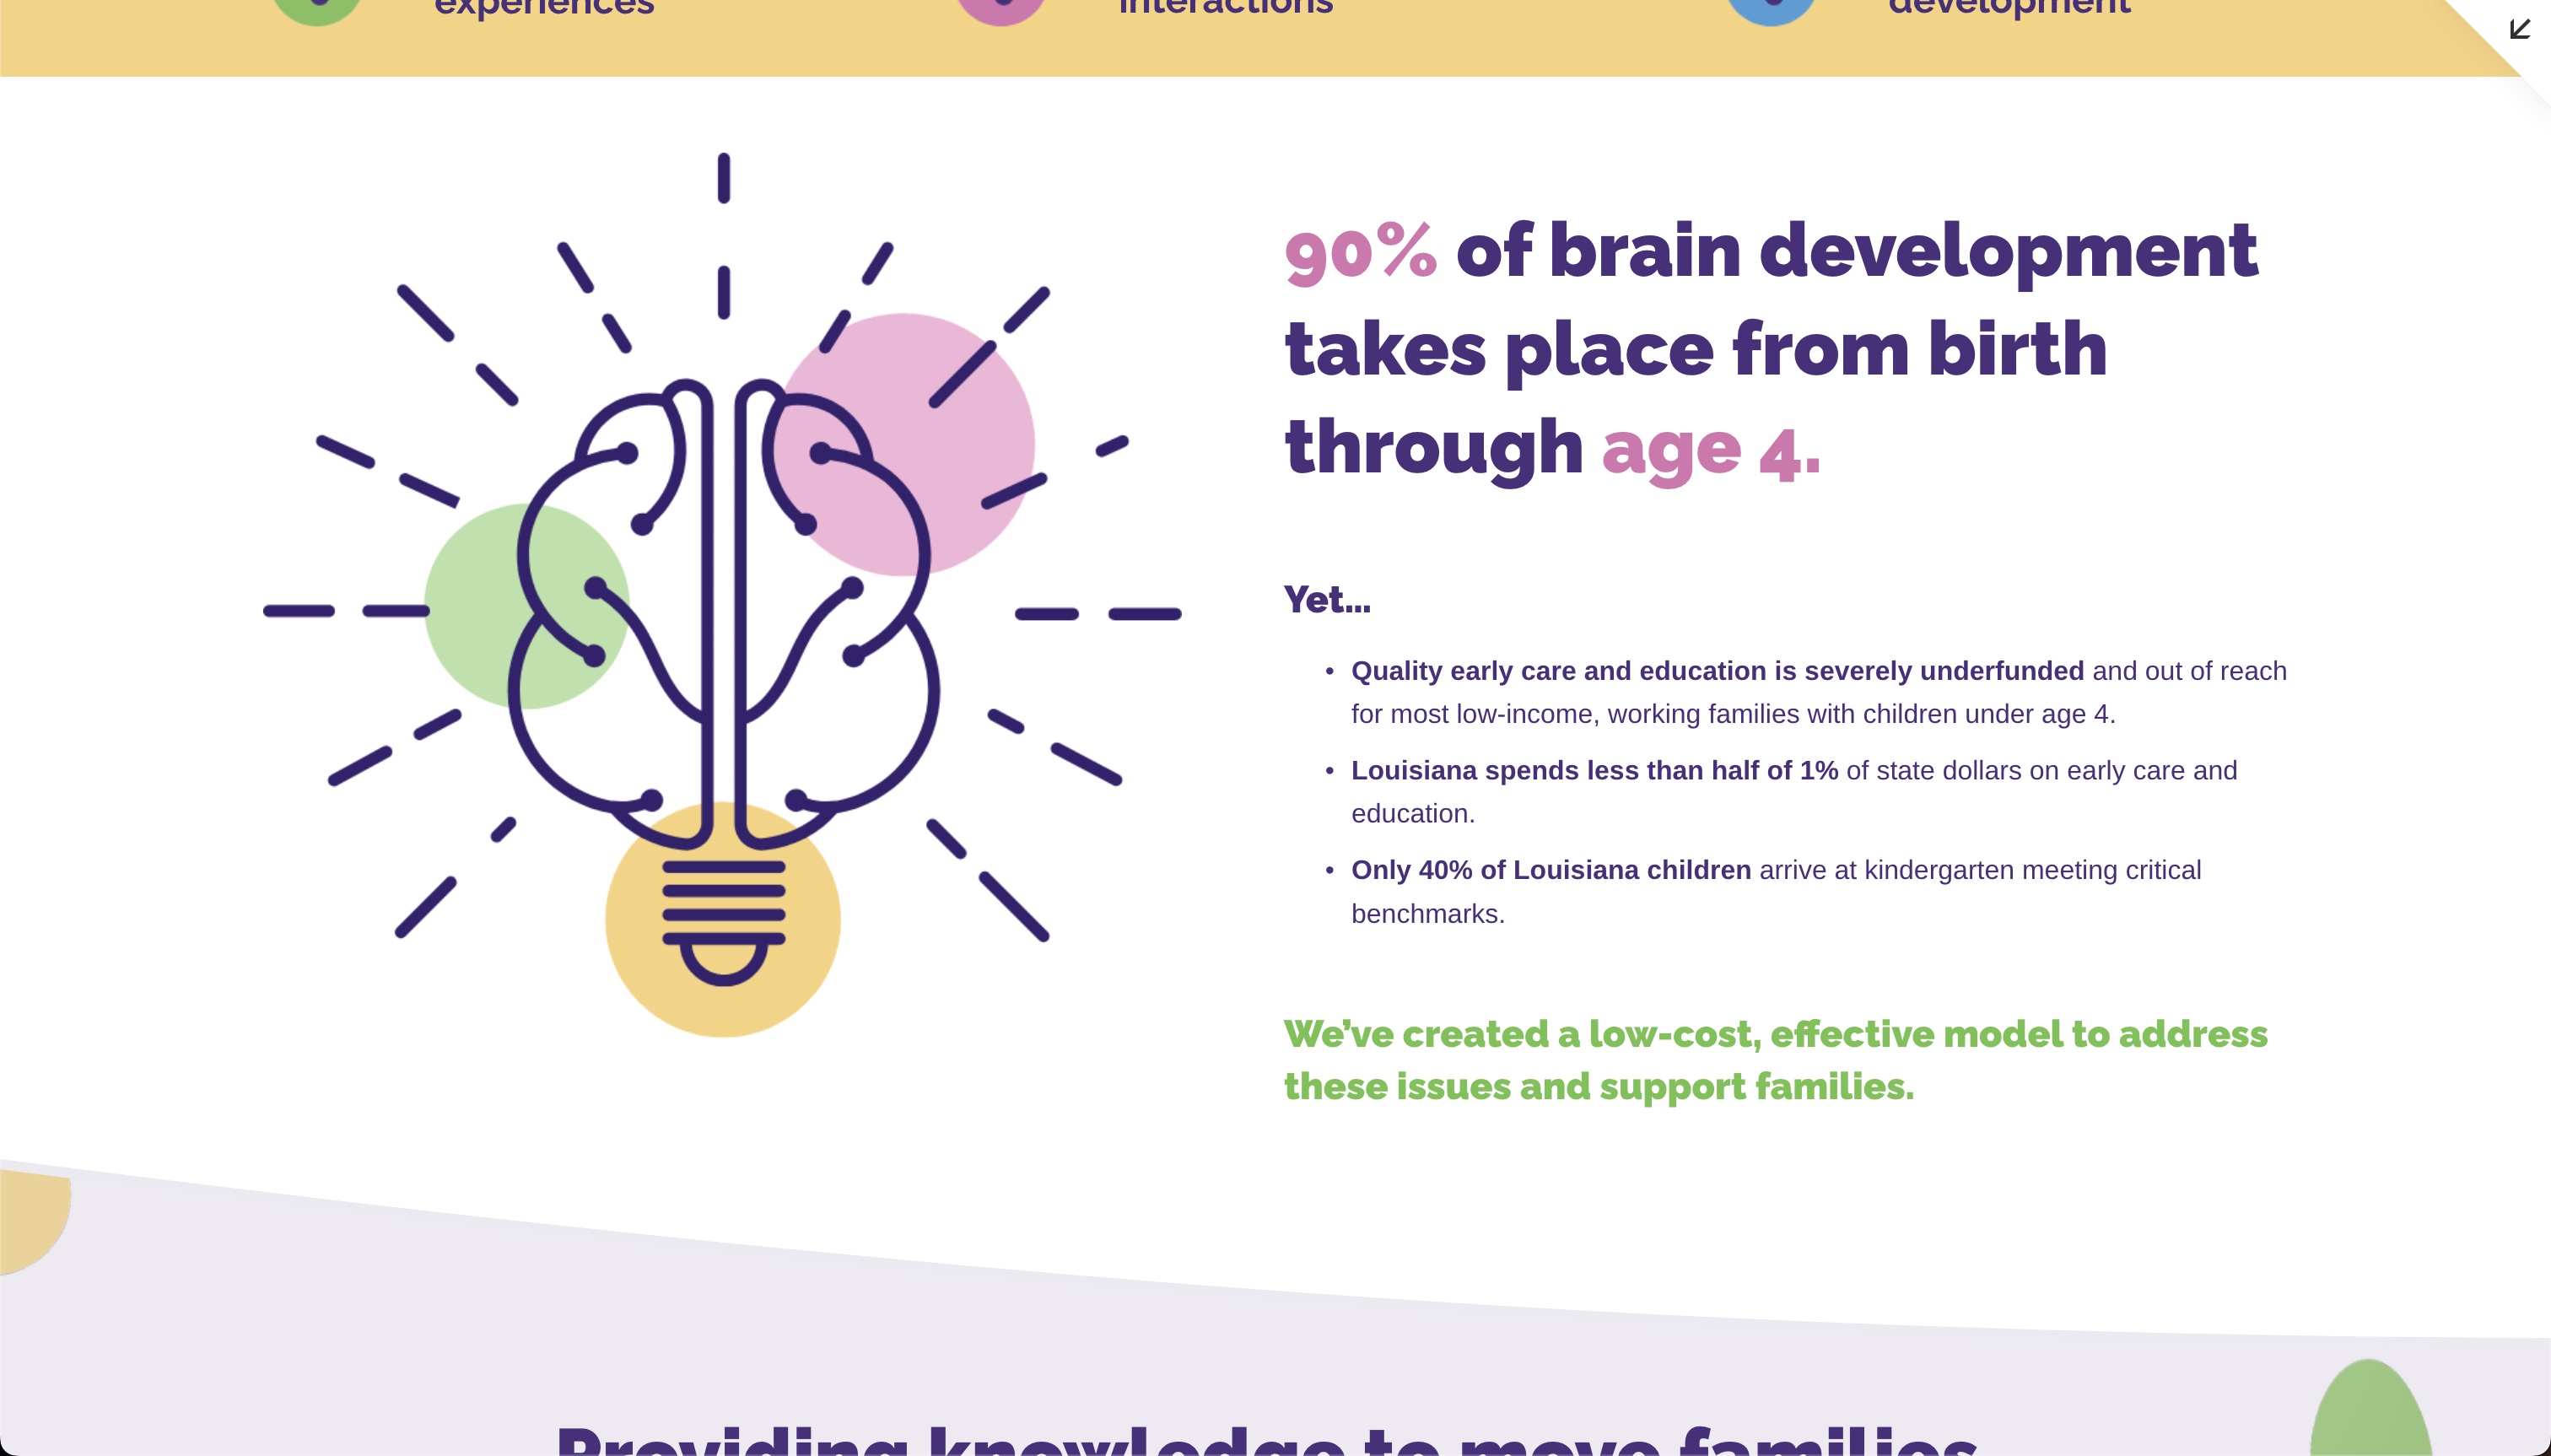 experiences
interactions
development
90% of brain development
takes place from birth
through age 4.
Yet...
• Quality early care and education is severely underfunded and out of reach
for most low-income, working families with children under age 4.
• Louisiana spends less than half of 1% of state dollars on early care and
education.
• Only 40% of Louisiana children arrive at kindergarten meeting critical
benchmarks.
We’ve created a low-cost, effective model to address
these issues and support families.
Providing knowledge to move families